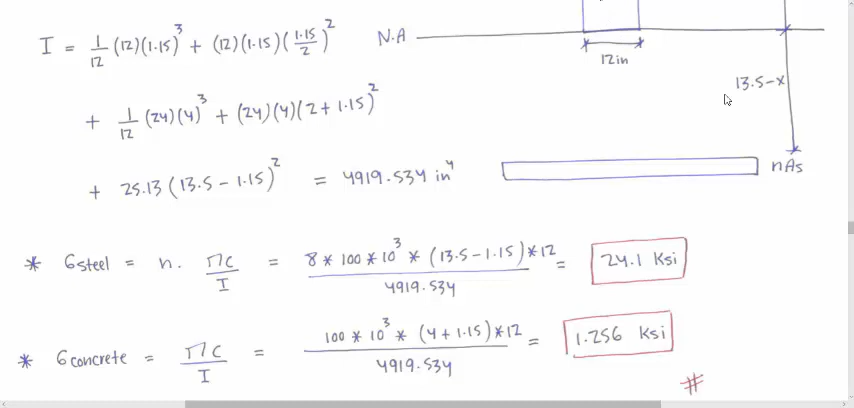 I = 1/12 (12)(1.15)^3 + (12)(1.15)(1.15/2)^2
N.A
12in
13.5-x
+ 1/12 (24)(4)^3 + (24)(4)(2+1.15)^2
+ 25.13(13.5-1.15)^2 = 4919.534 in^4
nAs
* 6steel = n. Mc/I = 8*100*10^3*(13.5-1.15)*12/4919.534 = 24.1 Ksi
* 6concrete = Mc/I = 100*10^3*(4+1.15)*12/4919.534 = 1.256 Ksi
#